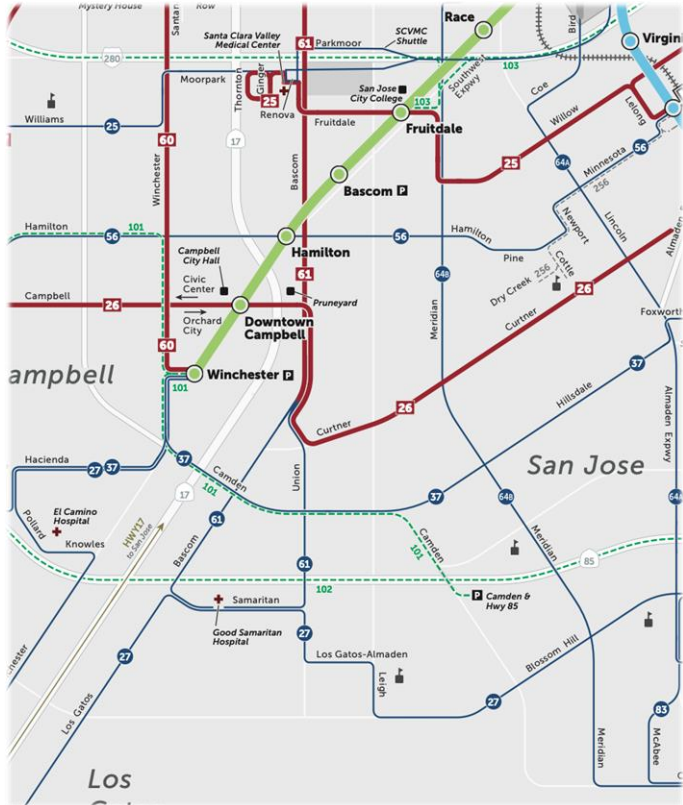 Mystery House
Row
Santan
61
Race
SCVMC
Shuttle
Bird
Santa Clara Valley
Medical Center
Parkmoor
Virgini
280
103
Moorpark
Thornton
Ginger
25
Renova
San Jose
City College
103
Southwest
Expwy
Coe
Williams
25
60
Fruitdale
Fruitdale
Willow
Lelong
17
25
64A
Minnesota
56
256
Winchester
Bascom
Bascom P
Newport
Lincoln
Hamilton
101
56
56
Hamilton
Pine
Almaden
Hamilton
Campbell
City Hall
61
64B
Cottle
Dry Creek
256
Civic
Center
Pruneyard
Meridian
26
Campbell
26
Orchard
City
Downtown
Campbell
Curtner
Foxworth
60
ampbell
101
Winchester P
37
Hillsdale
26
Curtner
Almaden Expwy
Hacienda
27
37
37
Camden
101
Union
San Jose
37
64B
64A
17
Pollard
El Camino
Hospital
HWY17
to San Jose
61
Camden
101
Meridian
Knowles
Bascom
61
85
102
P
Camden &
Hwy 85
Samaritan
Good Samaritan
Hospital
27
27
Los Gatos-Almaden
Blossom Hill
nester
Leigh
27
83
Los Gatos
Meridian
McAbee
C
Los
Gatos